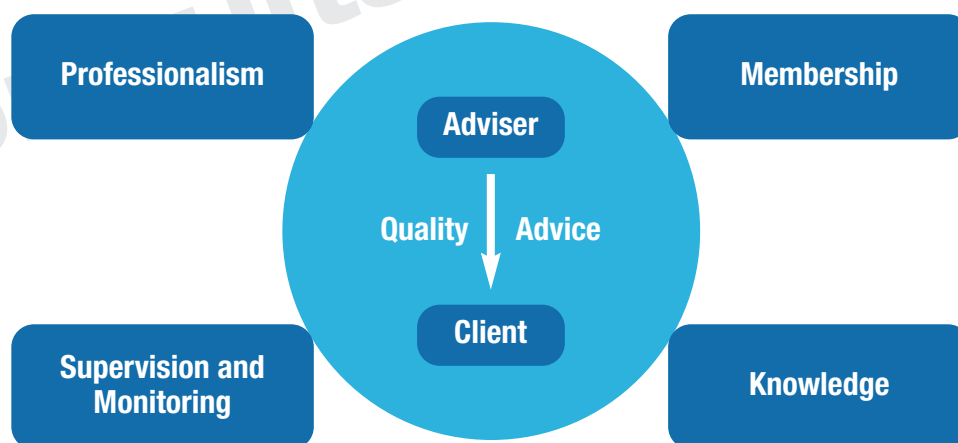 Professionalism
Membership
Adviser
Quality Advice
Client
Supervision and
Monitoring
Knowledge